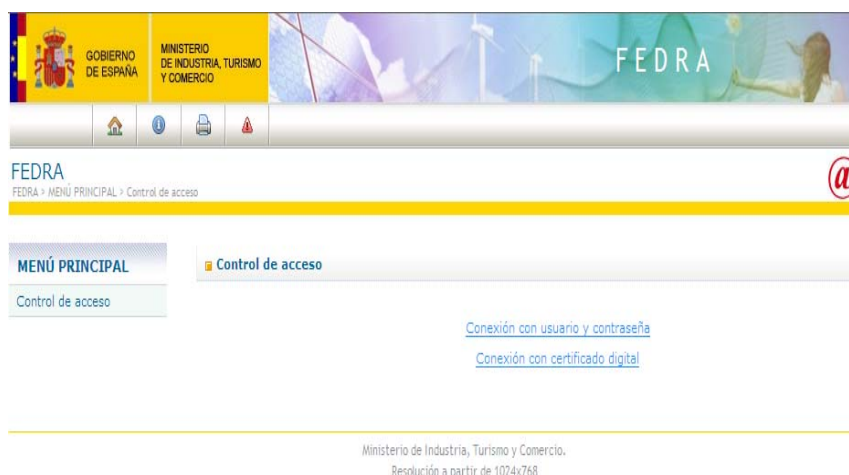 GOBIERNO
DE ESPAÑA
MINISTERIO
DE INDUSTRIA, TURISMO
Y COMERCIO
FEDRA
FEDRA
FEDRA > MENÚ PRINCIPAL > Control de acceso
MENÚ PRINCIPAL
Control de acceso
Control de acceso
Conexión con usuario y contraseña
Conexión con certificado digital
Ministerio de Industria, Turismo y Comercio.
Resolución a partir de 1024x768